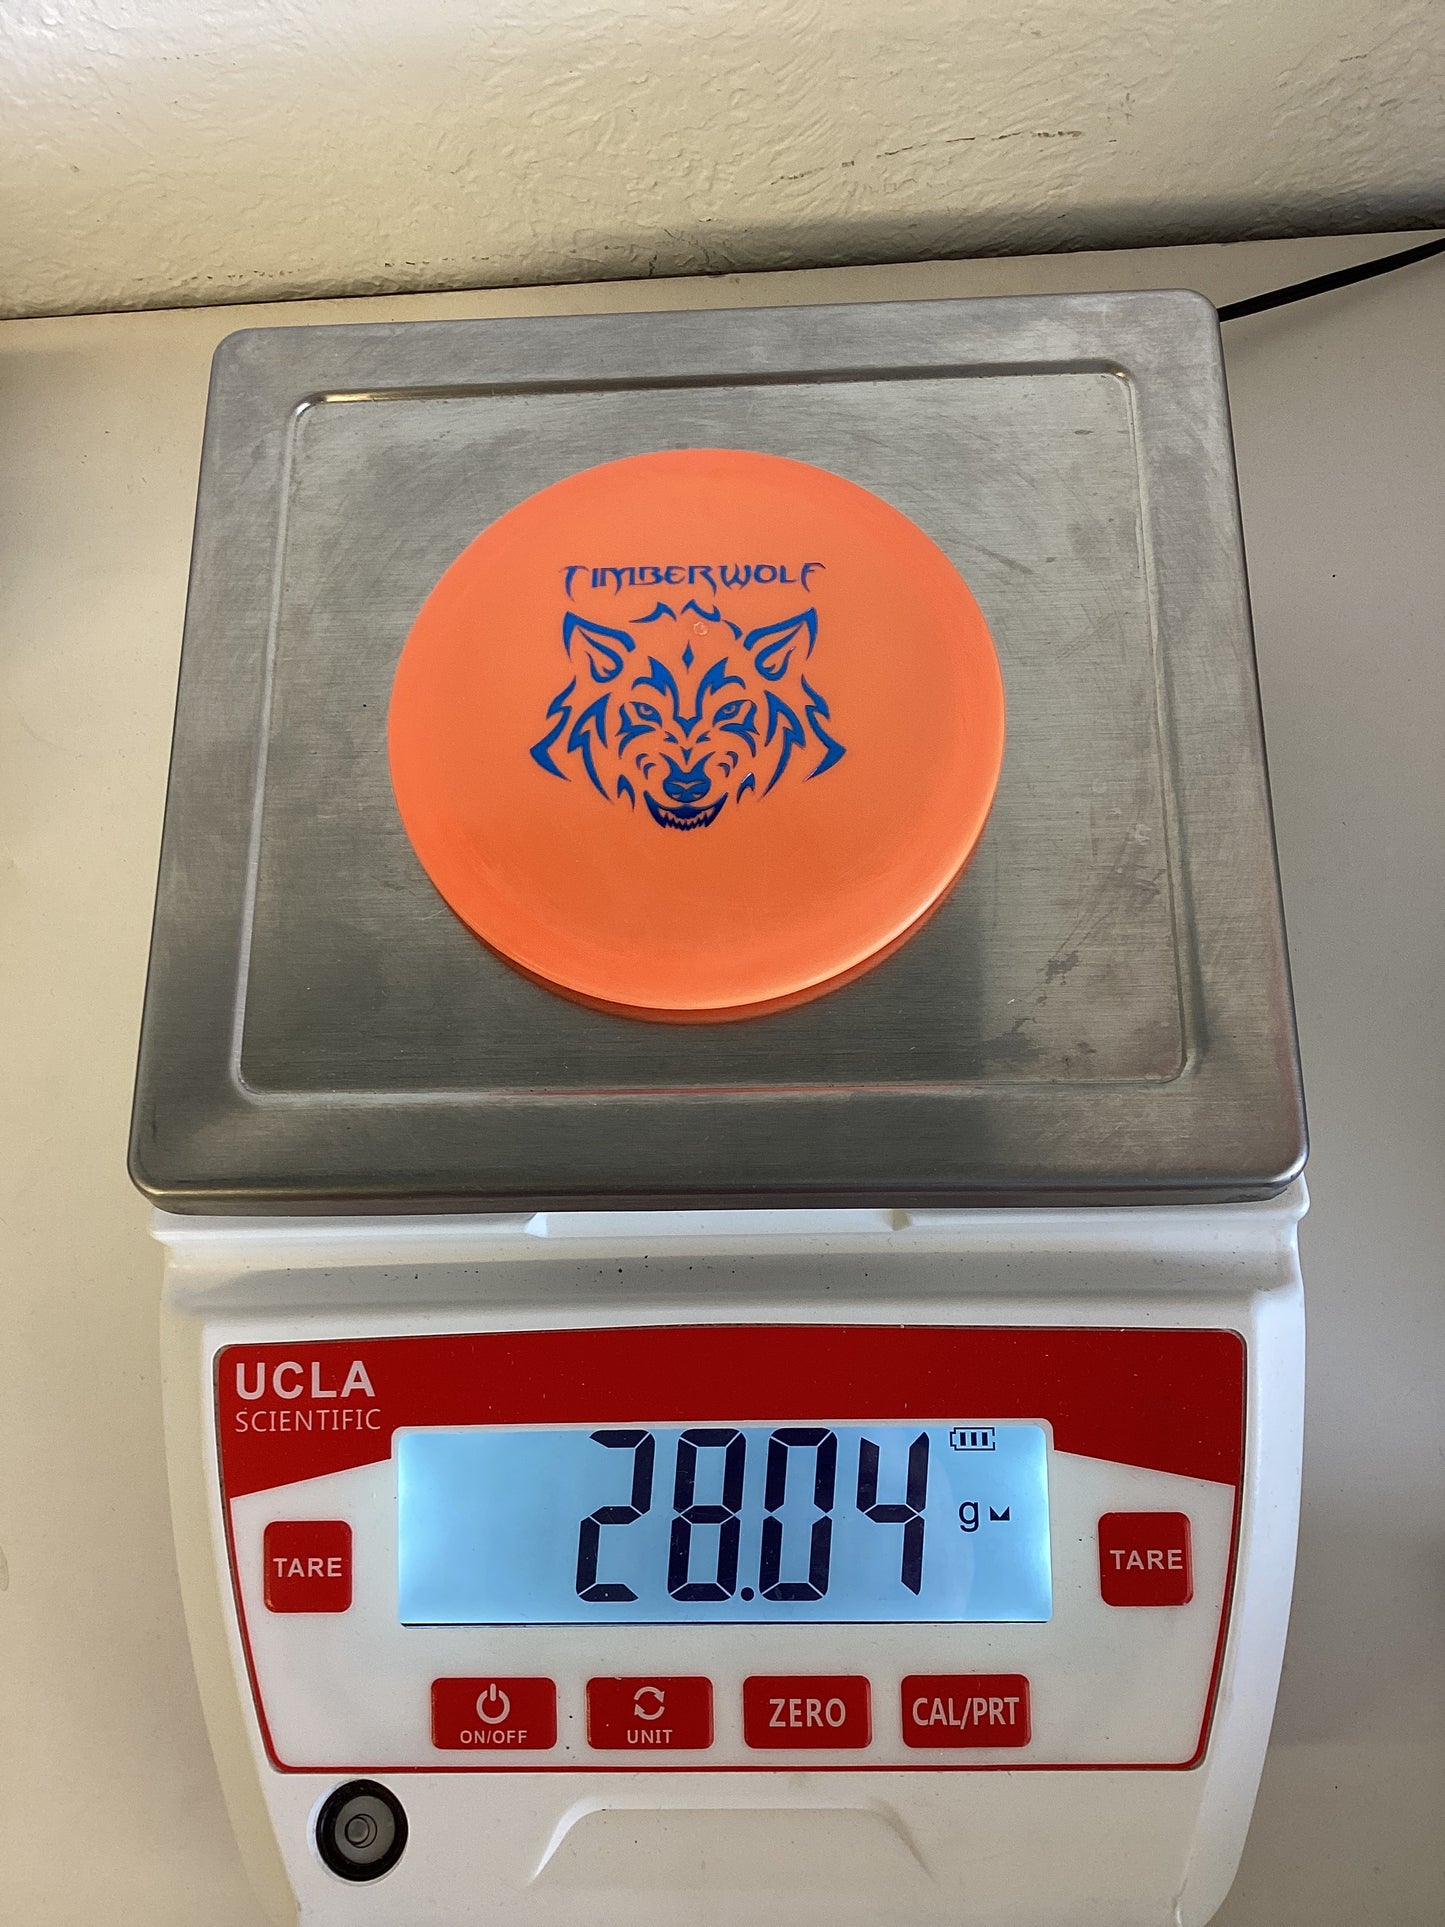 TIMBERWOLF
UCLA
SCIENTIFIC
28.04 g
TARE
TARE
ON/OFF
UNIT
ZERO
CAL/PRT